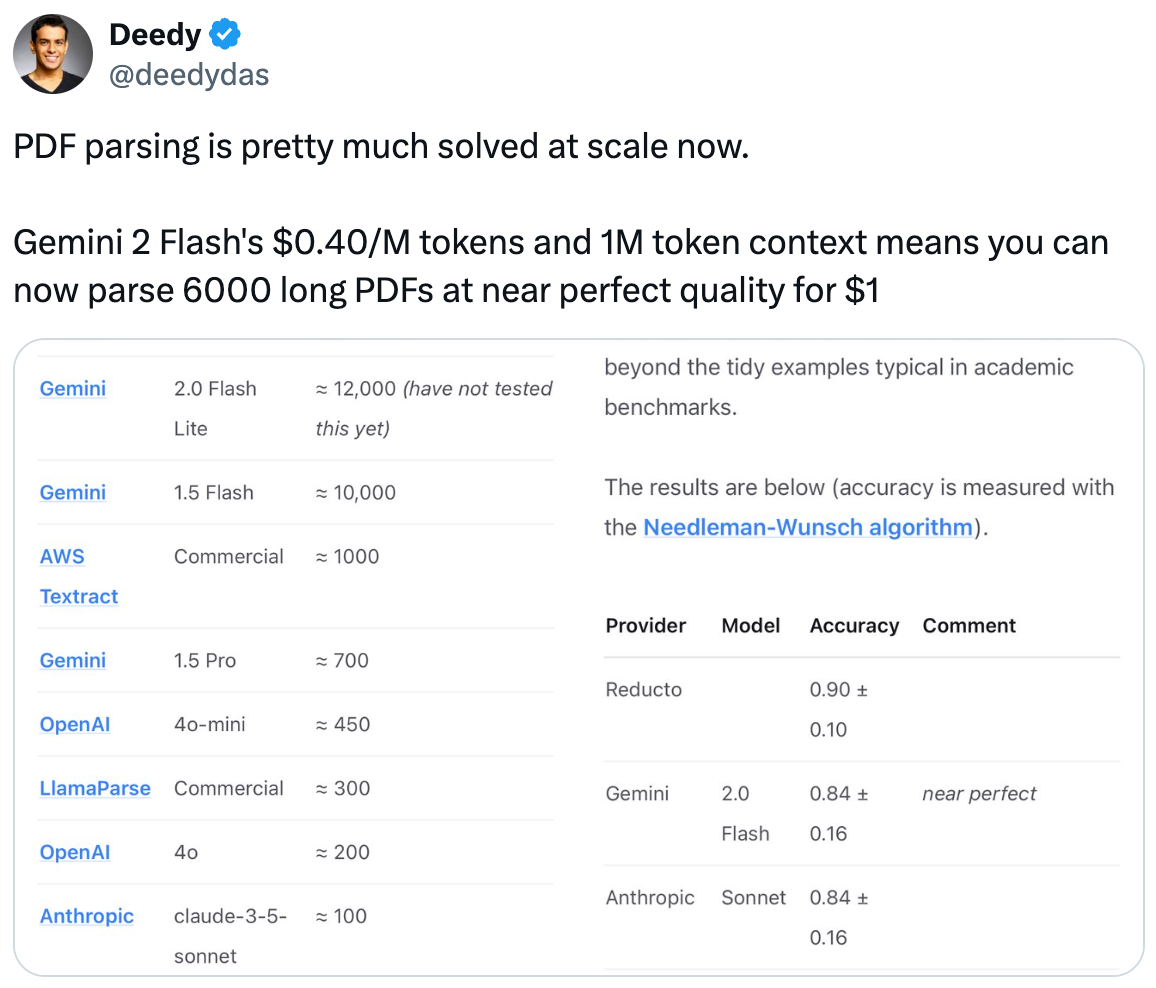 Deedy
@deedydas
PDF parsing is pretty much solved at scale now.
Gemini 2 Flash's $0.40/M tokens and 1M token context means you can
now parse 6000 long PDFs at near perfect quality for $1
Gemini 2.0 Flash ≈ 12,000 (have not tested
Lite this yet)
Gemini 1.5 Flash ≈ 10,000
AWS Commercial ≈ 1000
Textract
Gemini 1.5 Pro ≈ 700
OpenAI 4o-mini ≈ 450
LlamaParse Commercial ≈ 300
OpenAI 4o ≈ 200
Anthropic claude-3-5- ≈ 100
sonnet
beyond the tidy examples typical in academic
benchmarks.
The results are below (accuracy is measured with
the Needleman-Wunsch algorithm).
Provider Model Accuracy Comment
Reducto 0.90 ±
0.10
Gemini 2.0 0.84 ± near perfect
Flash 0.16
Anthropic Sonnet 0.84 ±
0.16